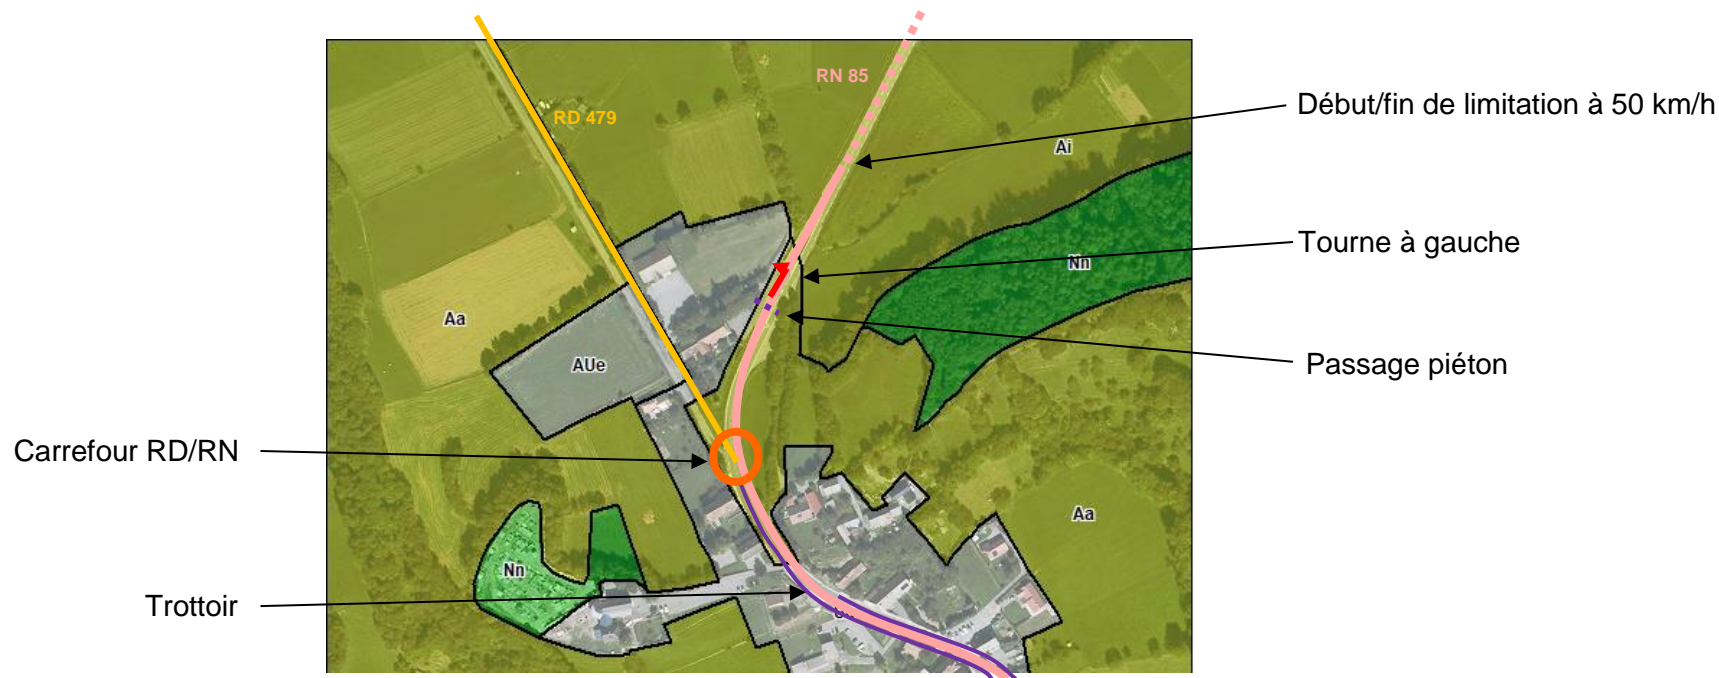 RN 85
Début/fin de limitation à 50 km/h
RD 479
Ai
Tourne à gauche
Nn
Aa
Passage piéton
AUe
Carrefour RD/RN
Aa
Nn
Trottoir